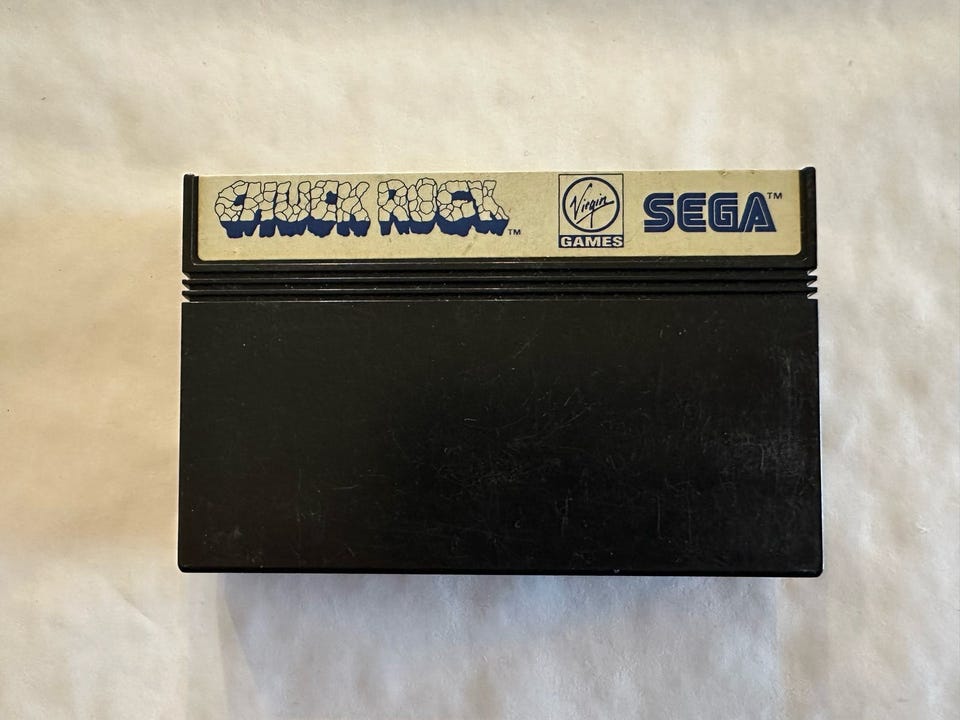 CHUCK ROCK™
Virgin
GAMES
SEGA™